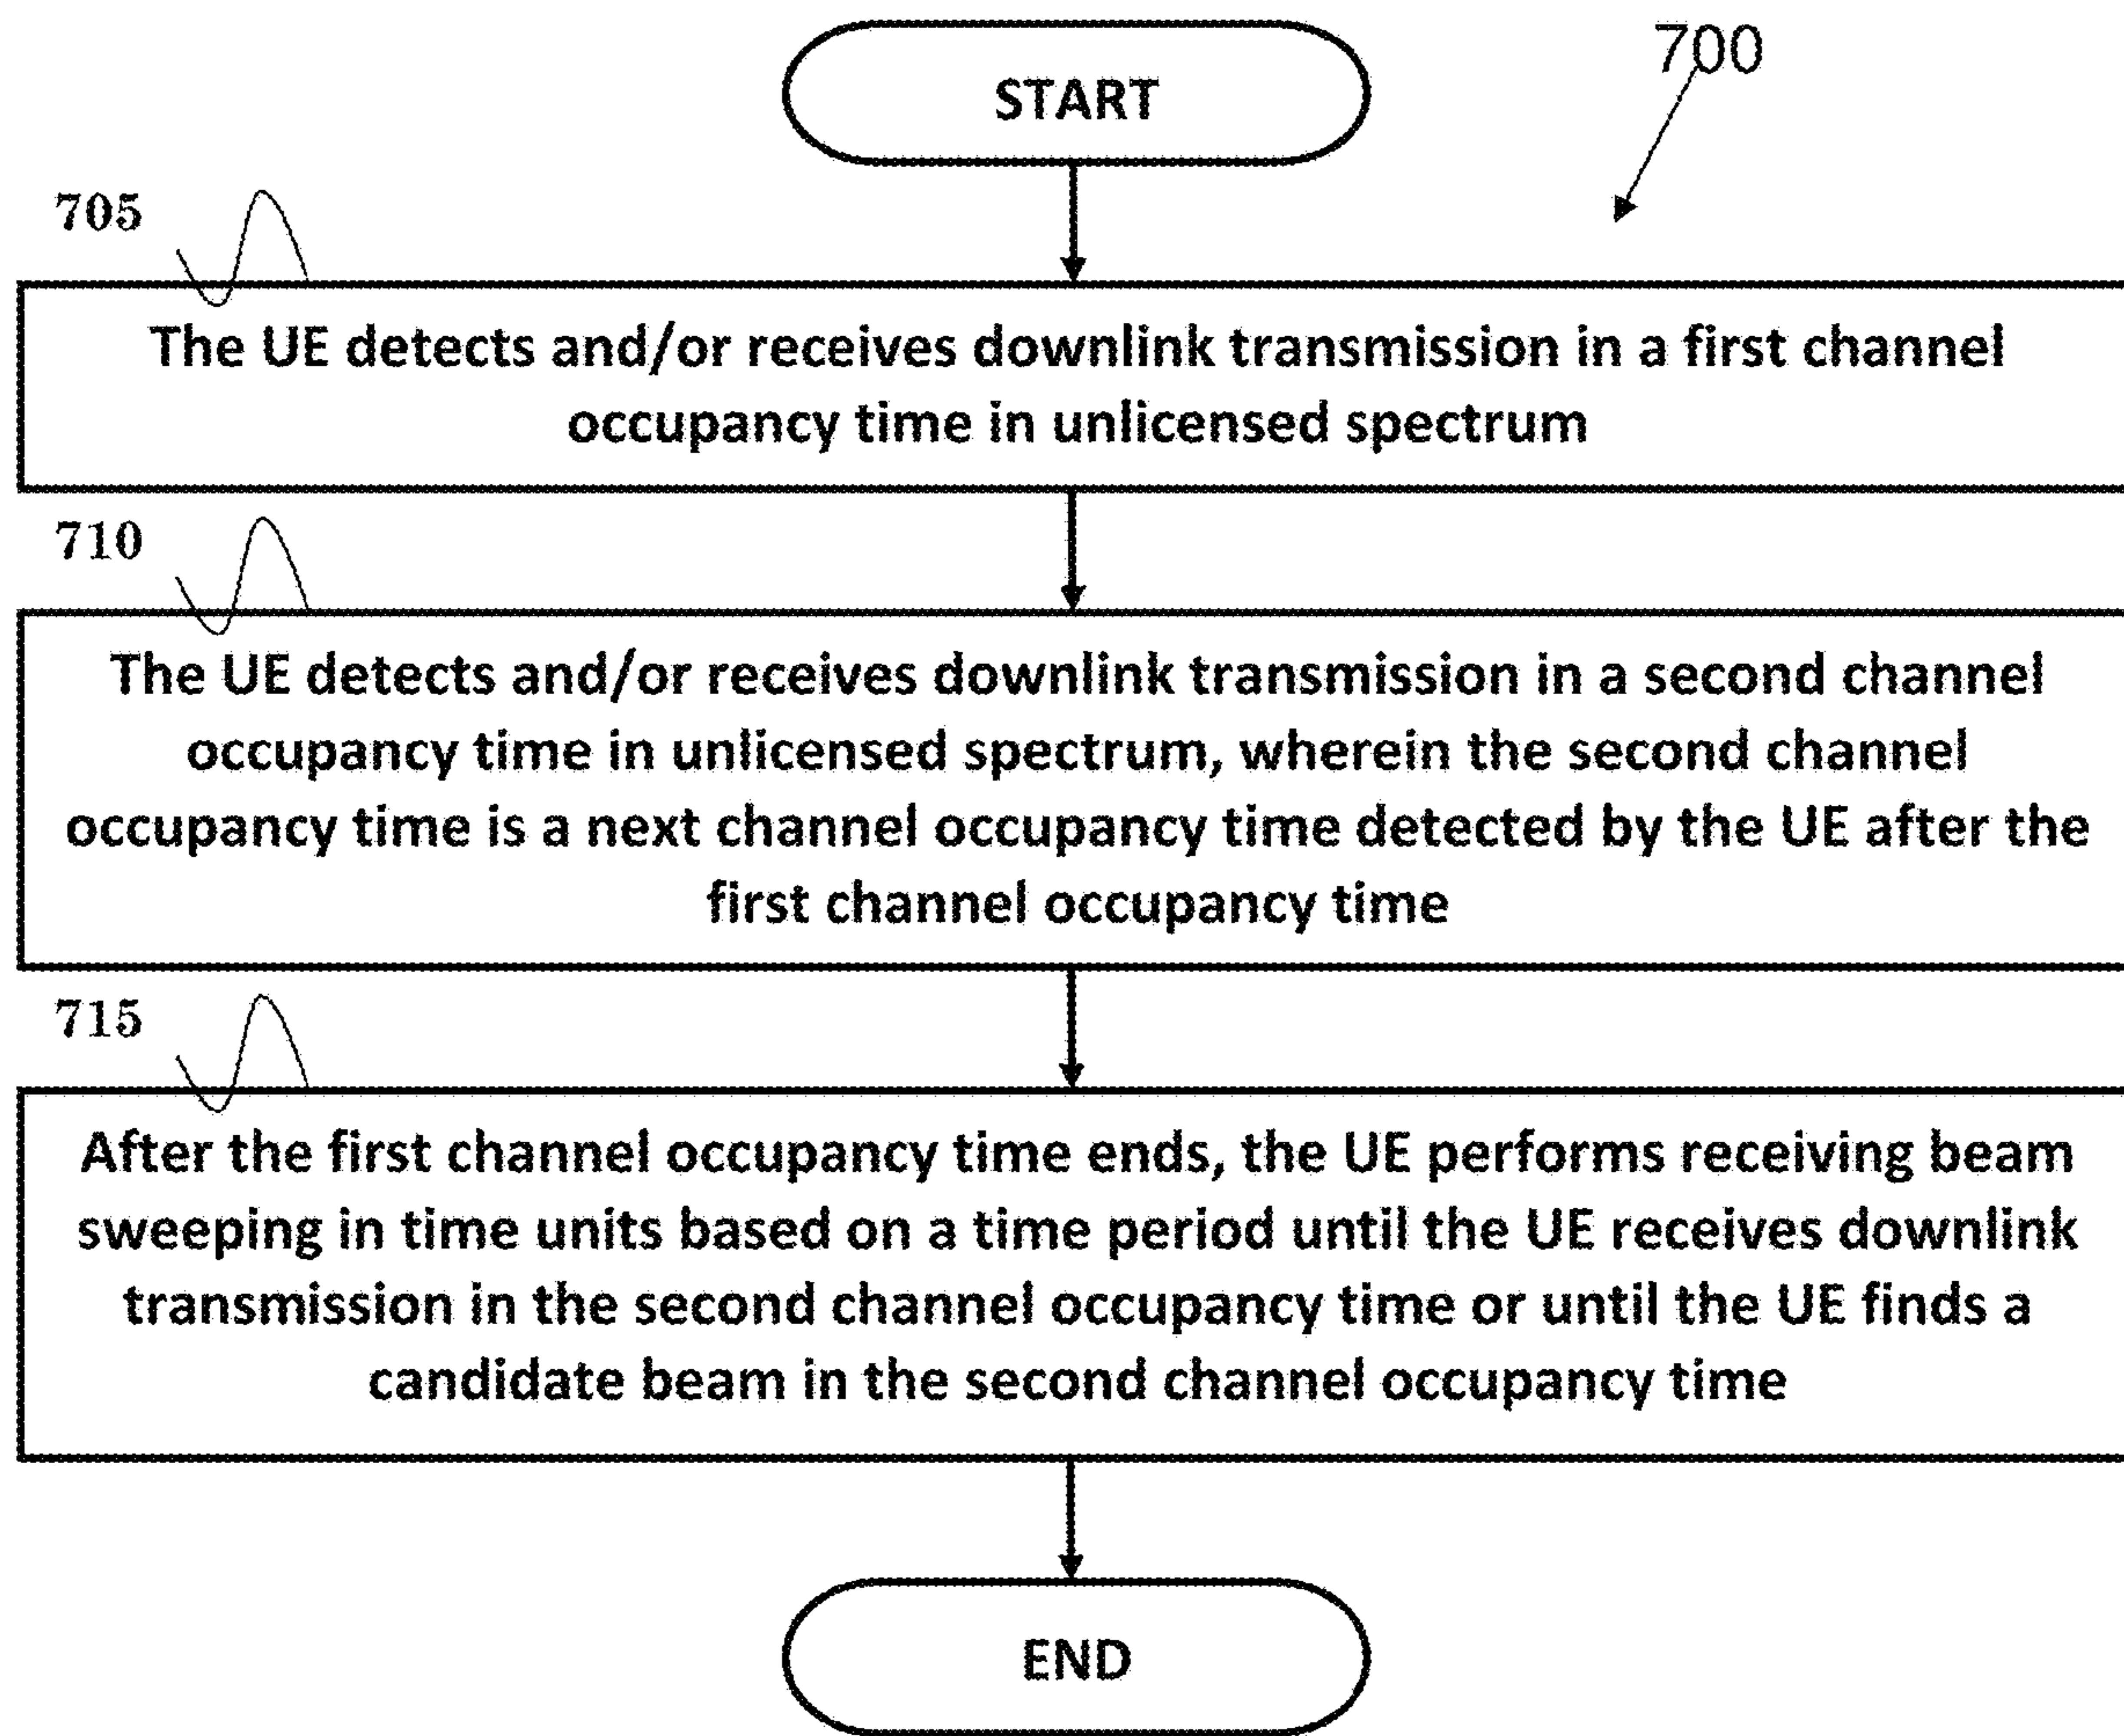 START
700
705
The UE detects and/or receives downlink transmission in a first channel
occupancy time in unlicensed spectrum
710
The UE detects and/or receives downlink transmission in a second channel
occupancy time in unlicensed spectrum, wherein the second channel
occupancy time is a next channel occupancy time detected by the UE after the
first channel occupancy time
715
After the first channel occupancy time ends, the UE performs receiving beam
sweeping in time units based on a time period until the UE receives downlink
transmission in the second channel occupancy time or until the UE finds a
candidate beam in the second channel occupancy time
END